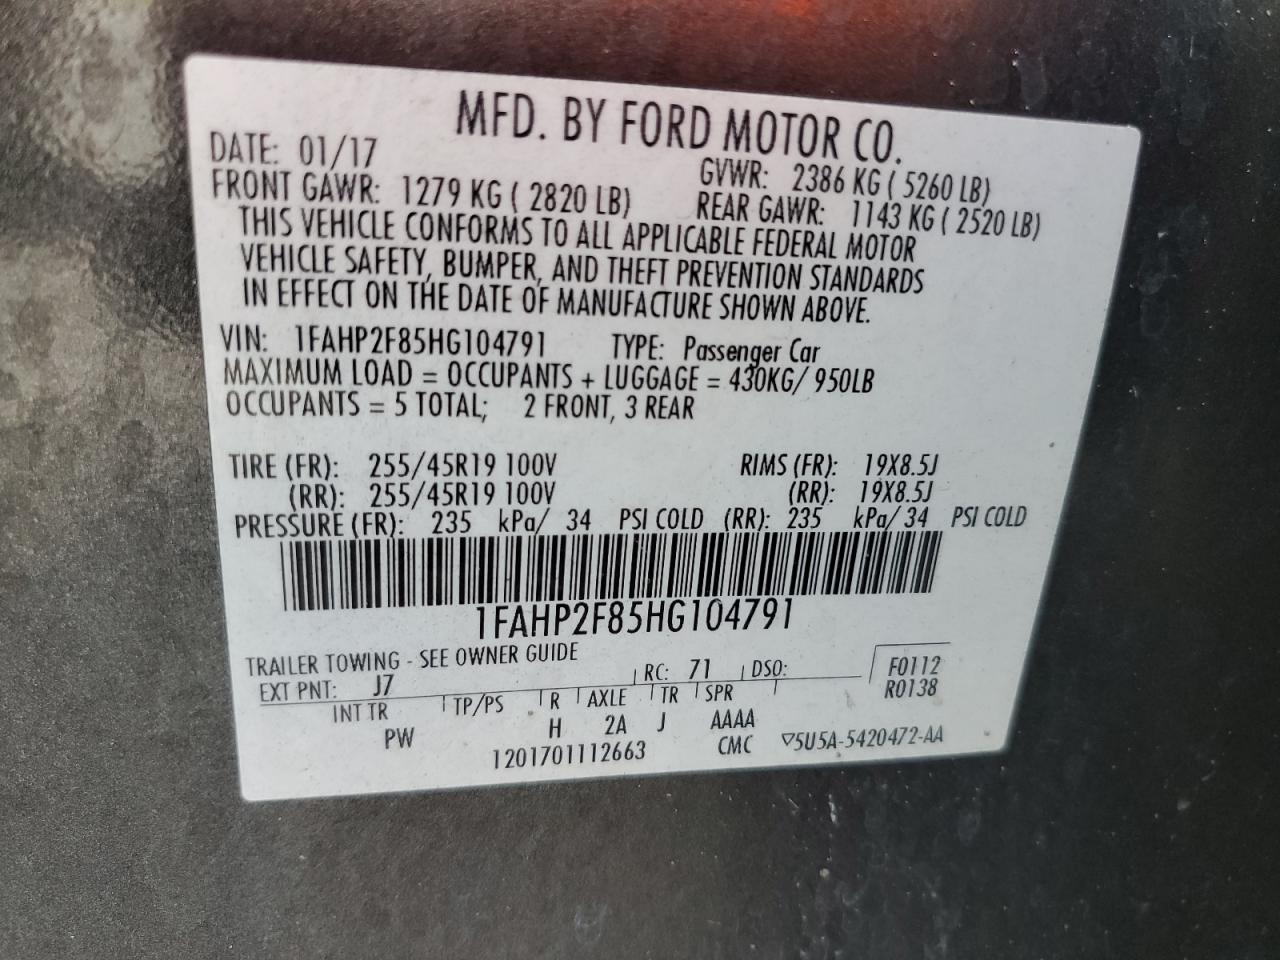 MFD. BY FORD MOTOR CO.
DATE: 01/17 GVWR: 2386 KG ( 5260 LB)
FRONT GAWR: 1279 KG ( 2820 LB) REAR GAWR: 1143 KG ( 2520 LB)
THIS VEHICLE CONFORMS TO ALL APPLICABLE FEDERAL MOTOR
VEHICLE SAFETY, BUMPER, AND THEFT PREVENTION STANDARDS
IN EFFECT ON THE DATE OF MANUFACTURE SHOWN ABOVE.
VIN: 1FAHP2F85HG104791 TYPE: Passenger Car
MAXIMUM LOAD = OCCUPANTS + LUGGAGE = 430KG/ 950LB
OCCUPANTS = 5 TOTAL; 2 FRONT, 3 REAR
TIRE (FR): 255/45R19 100V RIMS (FR): 19X8.5J
(RR): 255/45R19 100V (RR): 19X8.5J
PRESSURE (FR): 235 kPa/ 34 PSI COLD (RR): 235 kPa/ 34 PSI COLD
1FAHP2F85HG104791
TRAILER TOWING - SEE OWNER GUIDE
EXT PNT: J7 RC: 71 DSO: F0112
R0138
INT TR TP/PS R AXLE TR SPR
PW H 2A J AAAA
1201701112663 CMC ▽5U5A-5420472-AA